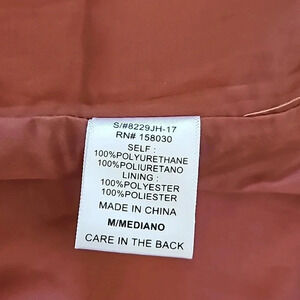 S/#8229JH-17
RN# 158030
SELF :
100%POLYURETHANE
100%POLIURETANO
LINING :
100%POLYESTER
100%POLIESTER
MADE IN CHINA
M/MEDIANO
CARE IN THE BACK